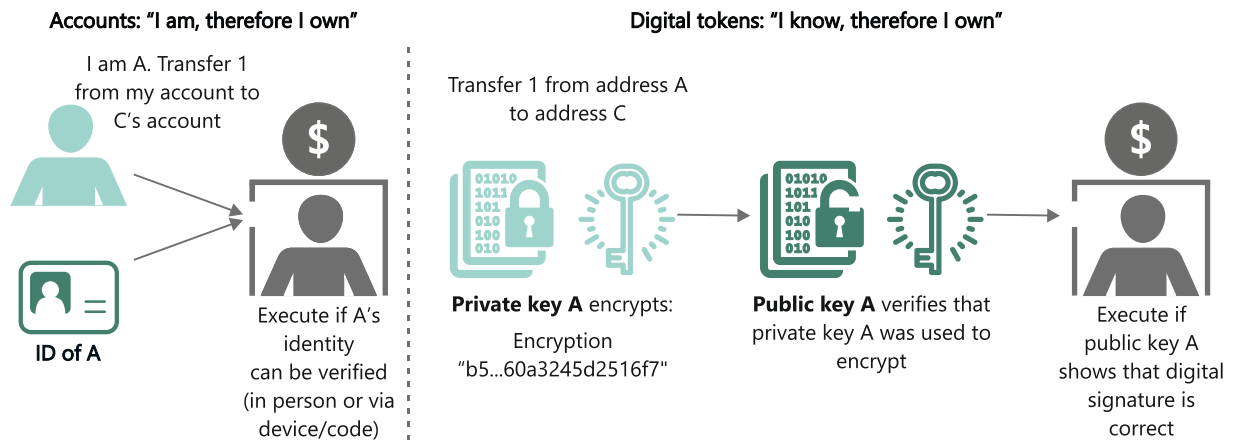 Accounts: “I am, therefore I own”
I am A. Transfer 1
from my account to
C’s account
$
ID of A
Execute if A’s
identity
can be verified
(in person or via
device/code)
Digital tokens: “I know, therefore I own”
Transfer 1 from address A
to address C
01010
1011
101
010
100
010
Private key A encrypts:
Encryption
“b5...60a3245d2516f7"
01010
1011
101
010
100
010
Public key A verifies that
private key A was used to
encrypt
$
Execute if
public key A
shows that digital
signature is
correct